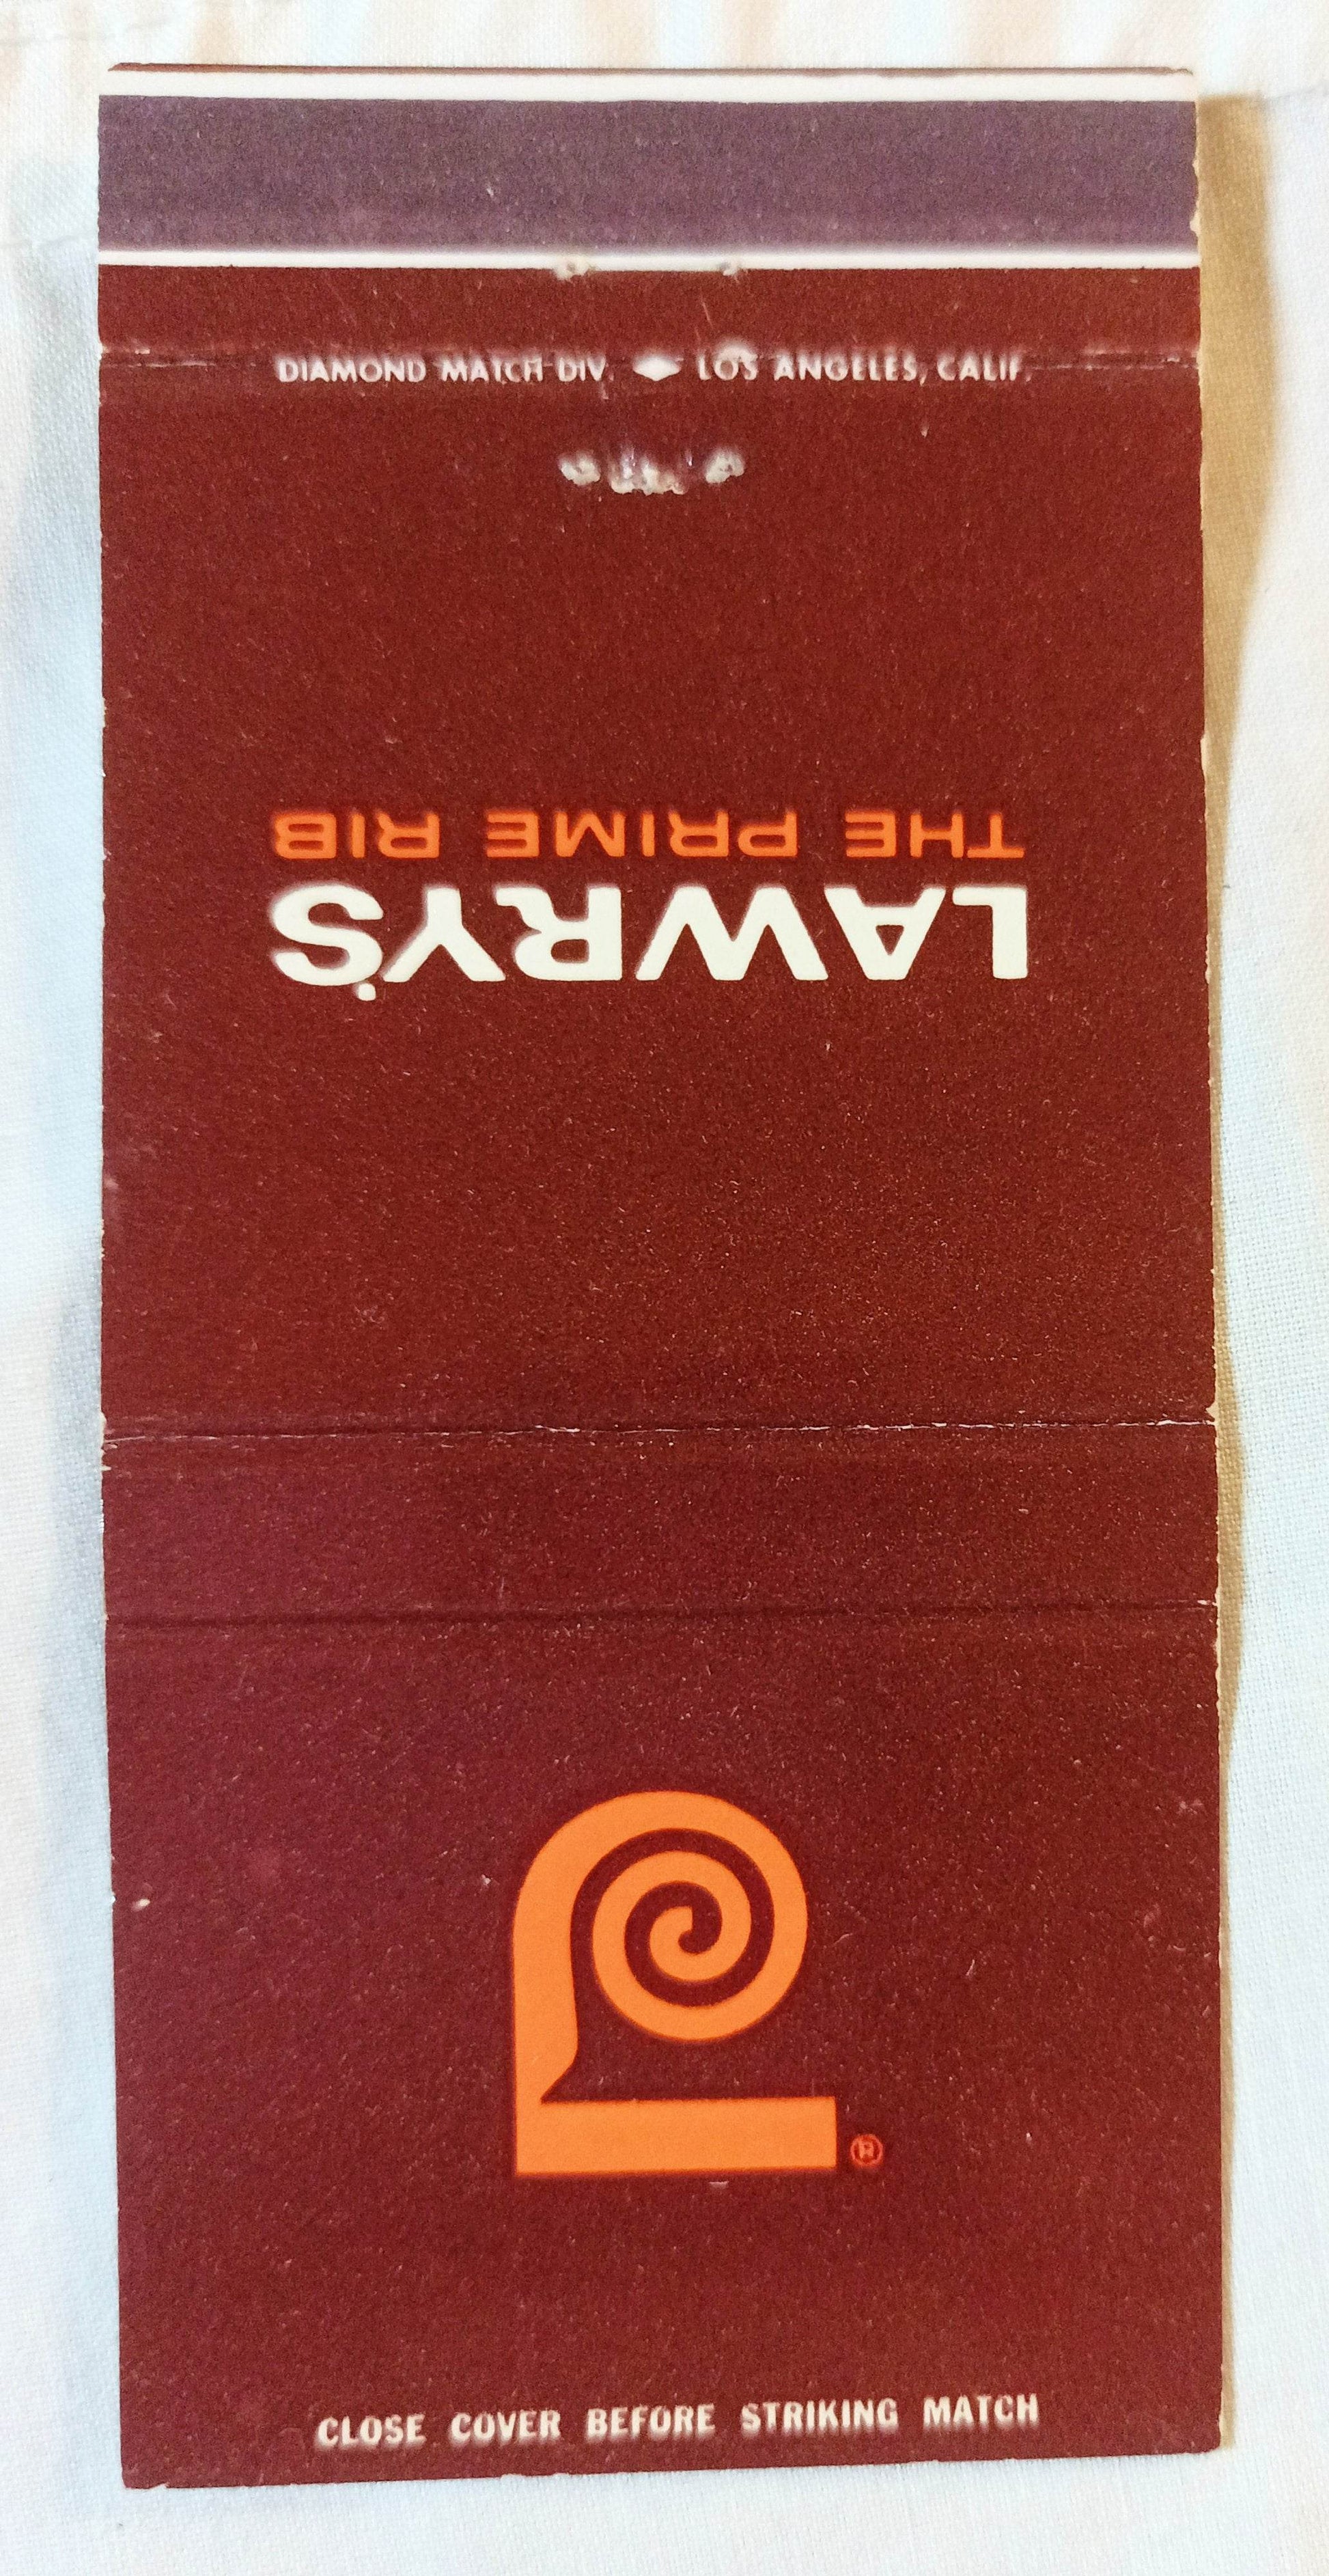 DIAMOND MATCH DIV. LOS ANGELES, CALIF.
LAWRY'S
THE PRIME RIB
L®
CLOSE COVER BEFORE STRIKING MATCH